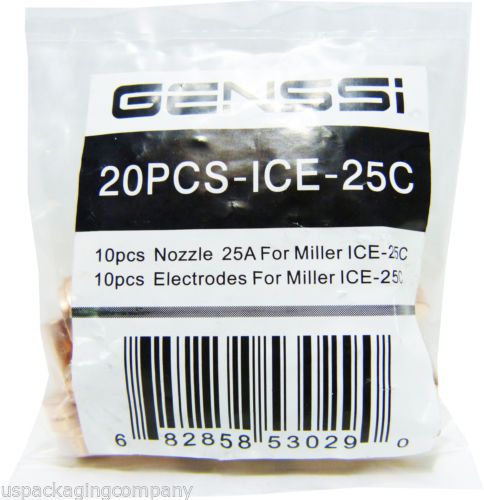 GENSSi
20PCS-ICE-25C
10pcs Nozzle 25A For Miller ICE-25C
10pcs Electrodes For Miller ICE-25C
6 82858 53029 0
uspackagingcompany